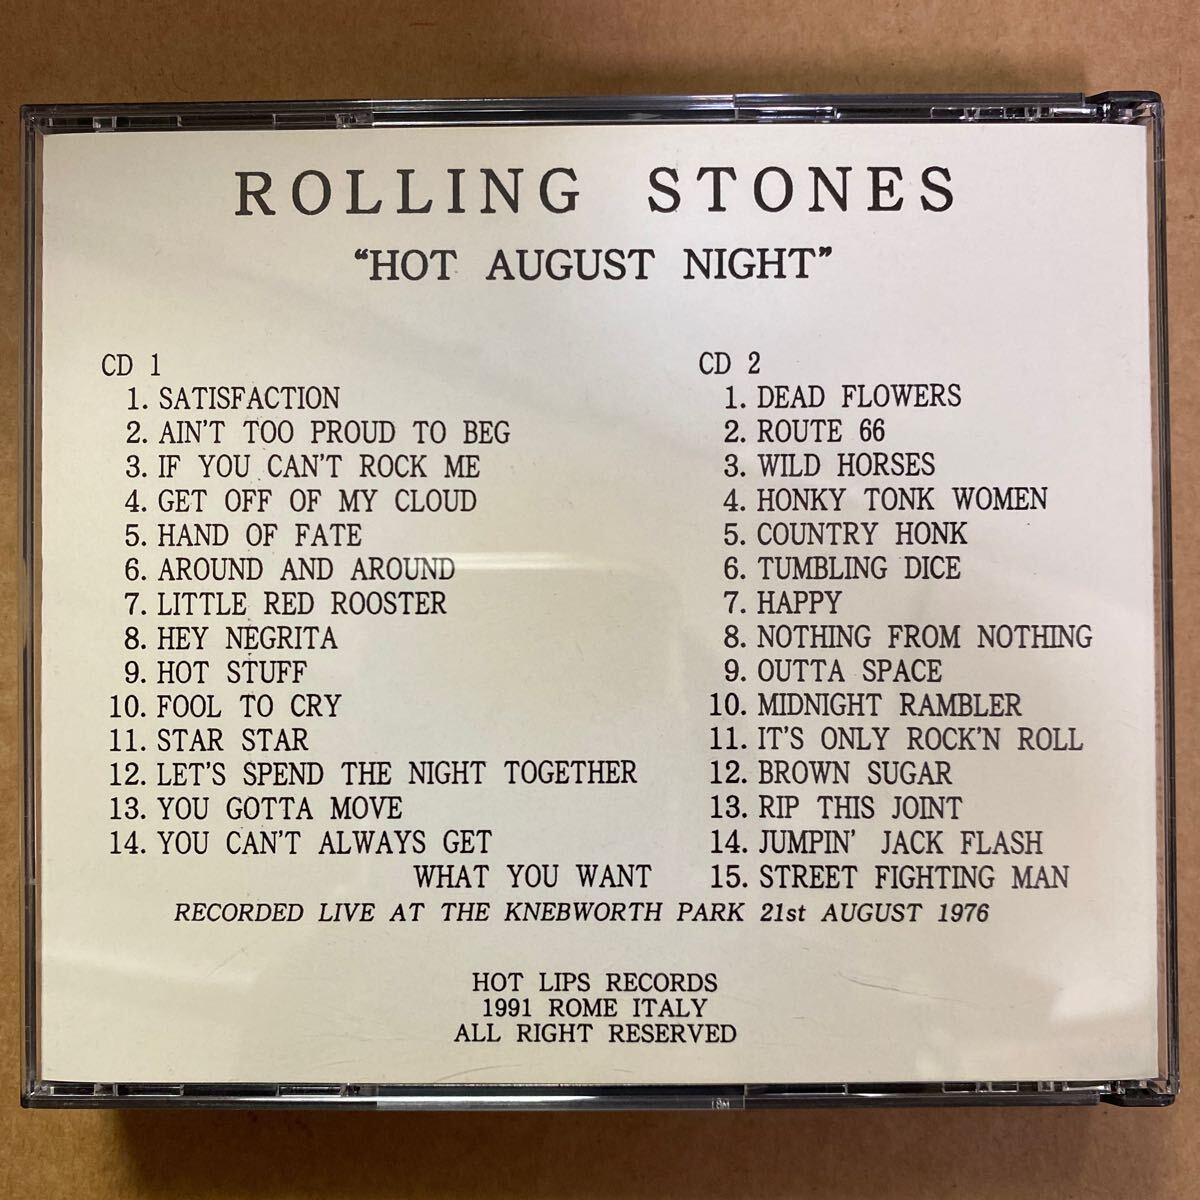 ROLLING STONES
“HOT AUGUST NIGHT”
CD 1
1. SATISFACTION
2. AIN'T TOO PROUD TO BEG
3. IF YOU CAN'T ROCK ME
4. GET OFF OF MY CLOUD
5. HAND OF FATE
6. AROUND AND AROUND
7. LITTLE RED ROOSTER
8. HEY NEGRITA
9. HOT STUFF
10. FOOL TO CRY
11. STAR STAR
12. LET'S SPEND THE NIGHT TOGETHER
13. YOU GOTTA MOVE
14. YOU CAN'T ALWAYS GET
WHAT YOU WANT
CD 2
1. DEAD FLOWERS
2. ROUTE 66
3. WILD HORSES
4. HONKY TONK WOMEN
5. COUNTRY HONK
6. TUMBLING DICE
7. HAPPY
8. NOTHING FROM NOTHING
9. OUTTA SPACE
10. MIDNIGHT RAMBLER
11. IT'S ONLY ROCK'N ROLL
12. BROWN SUGAR
13. RIP THIS JOINT
14. JUMPIN' JACK FLASH
15. STREET FIGHTING MAN
RECORDED LIVE AT THE KNEBWORTH PARK 21st AUGUST 1976
HOT LIPS RECORDS
1991 ROME ITALY
ALL RIGHT RESERVED